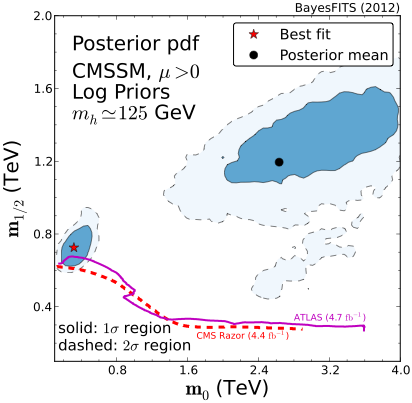 BayesFITS (2012)
Posterior pdf
CMSSM, μ > 0
Log Priors
m_h ≃ 125 GeV
Best fit
Posterior mean
2.0
1.6
1.2
0.8
0.4
m_{1/2} (TeV)
ATLAS (4.7 fb⁻¹)
CMS Razor (4.4 fb⁻¹)
solid: 1σ region
dashed: 2σ region
0.8 1.6 2.4 3.2 4.0
m_0 (TeV)